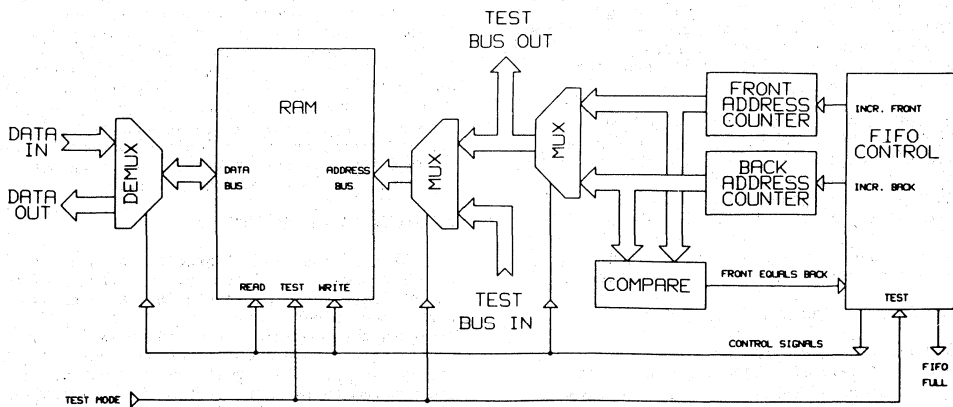 TEST
BUS OUT
FRONT
ADDRESS
COUNTER
INCR. FRONT
FIFO
CONTROL
RAM
DATA
IN
DEMUX
DATA
BUS
ADDRESS
BUS
MUX
MUX
BACK
ADDRESS
COUNTER
INCR. BACK
DATA
OUT
READ
TEST
WRITE
TEST
BUS IN
COMPARE
FRONT EQUALS BACK
TEST
CONTROL SIGNALS
FIFO
FULL
TEST MODE